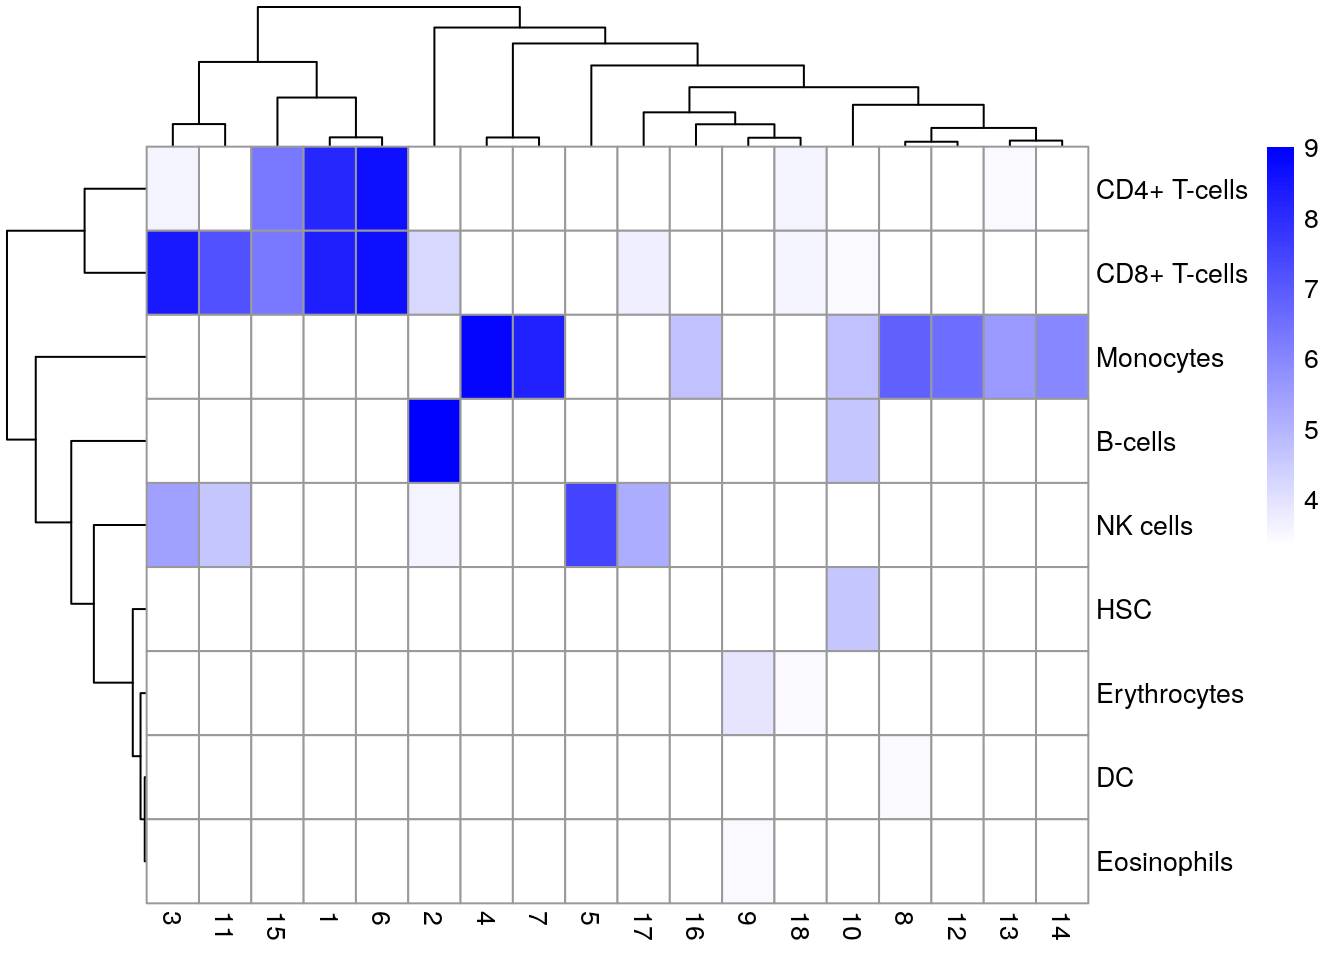 9
CD4+ T-cells
8
CD8+ T-cells
7
Monocytes
6
B-cells
5
NK cells
4
HSC
Erythrocytes
DC
Eosinophils
3 11 15 1 6 2 4 7 5 17 16 9 18 10 8 12 13 14